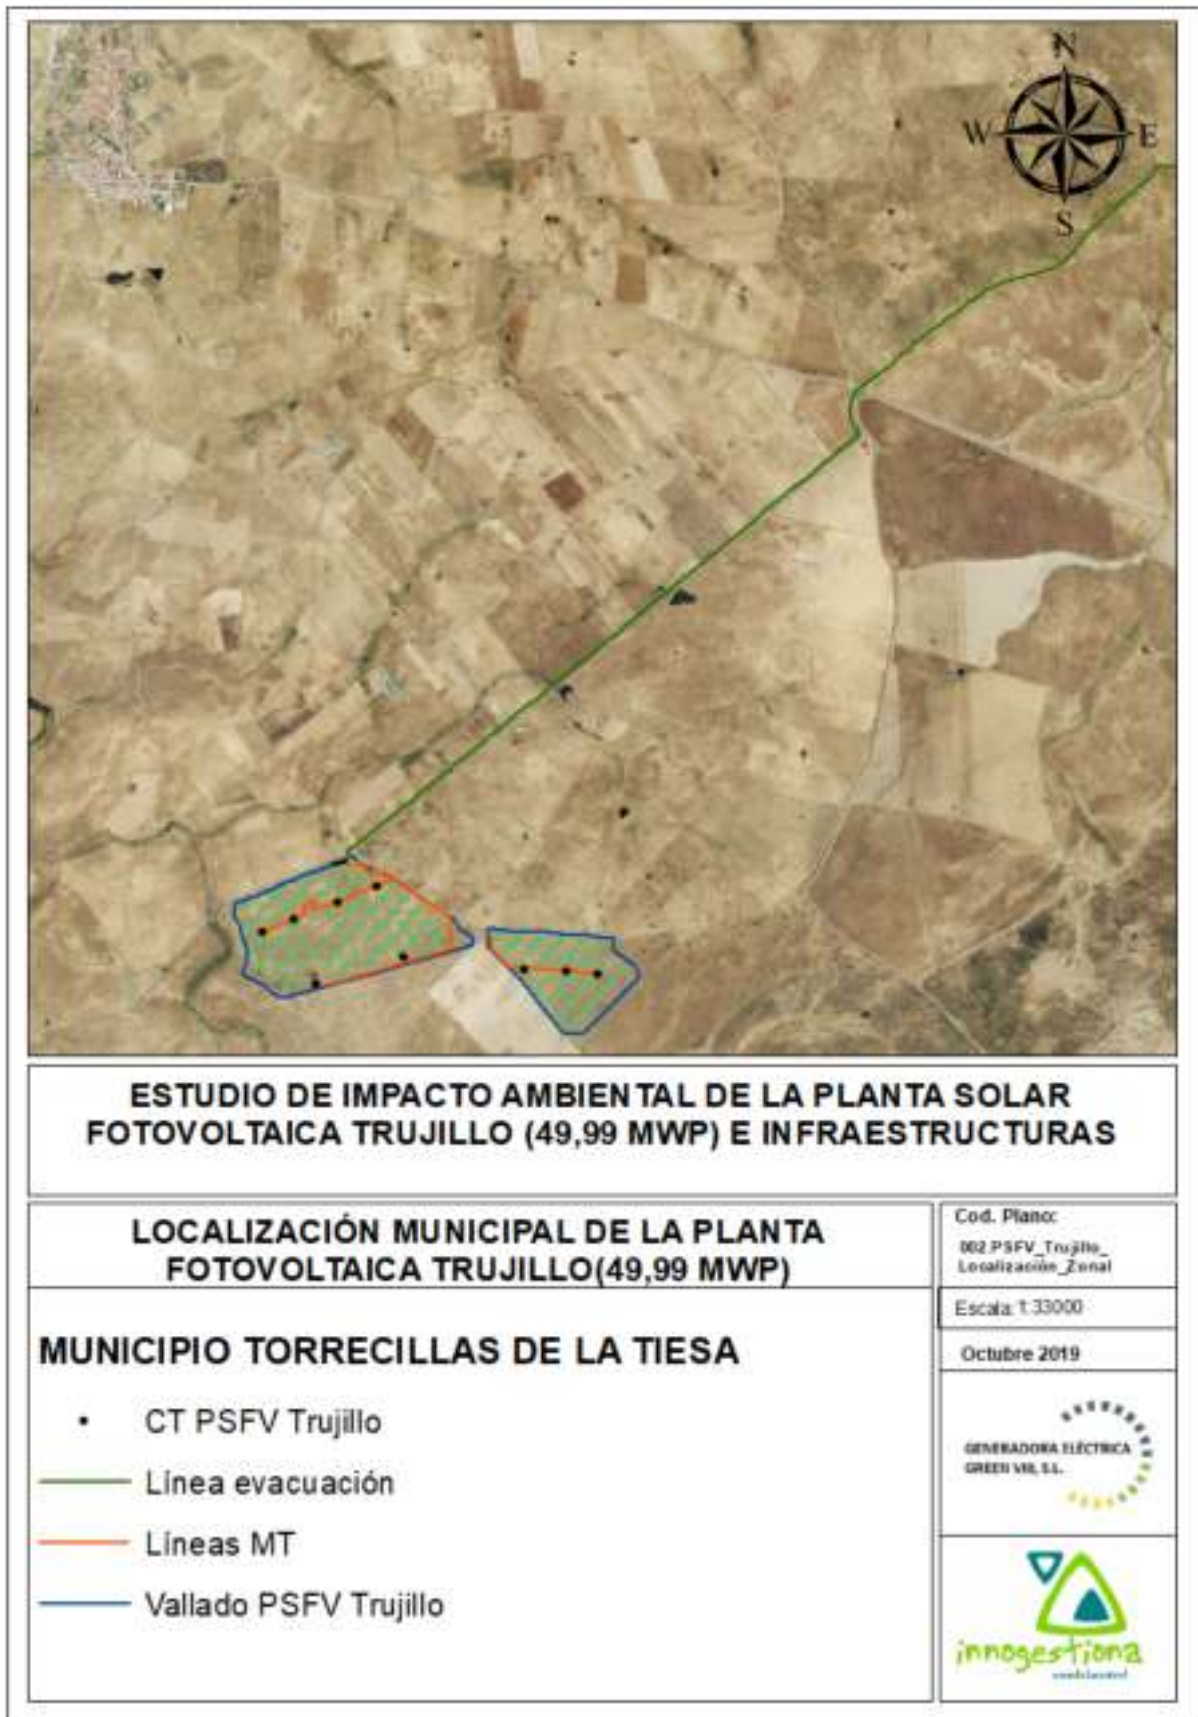 N
W E
S
ESTUDIO DE IMPACTO AMBIENTAL DE LA PLANTA SOLAR
FOTOVOLTAICA TRUJILLO (49,99 MWP) E INFRAESTRUCTURAS
LOCALIZACIÓN MUNICIPAL DE LA PLANTA
FOTOVOLTAICA TRUJILLO(49,99 MWP)
Cod. Plano:
002.PSFV_Trujillo_
Localización_Zonal
Escala: 1:33000
Octubre 2019
MUNICIPIO TORRECILLAS DE LA TIESA
CT PSFV Trujillo
Línea evacuación
Líneas MT
Vallado PSFV Trujillo
GENERADORA ELÉCTRICA
GREEN S.L.
innogestiona